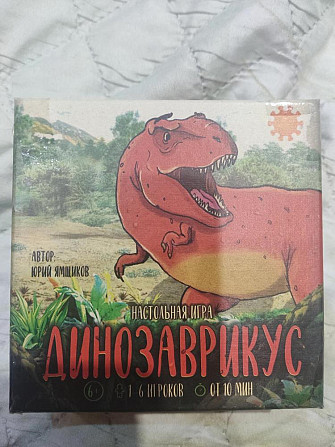 АВТОР:
ЮРИЙ ЯМЩИКОВ
НАСТОЛЬНАЯ ИГРА
ДИНОЗАВРИКУС
6+ 1-6 ИГРОКОВ ОТ 10 МИН